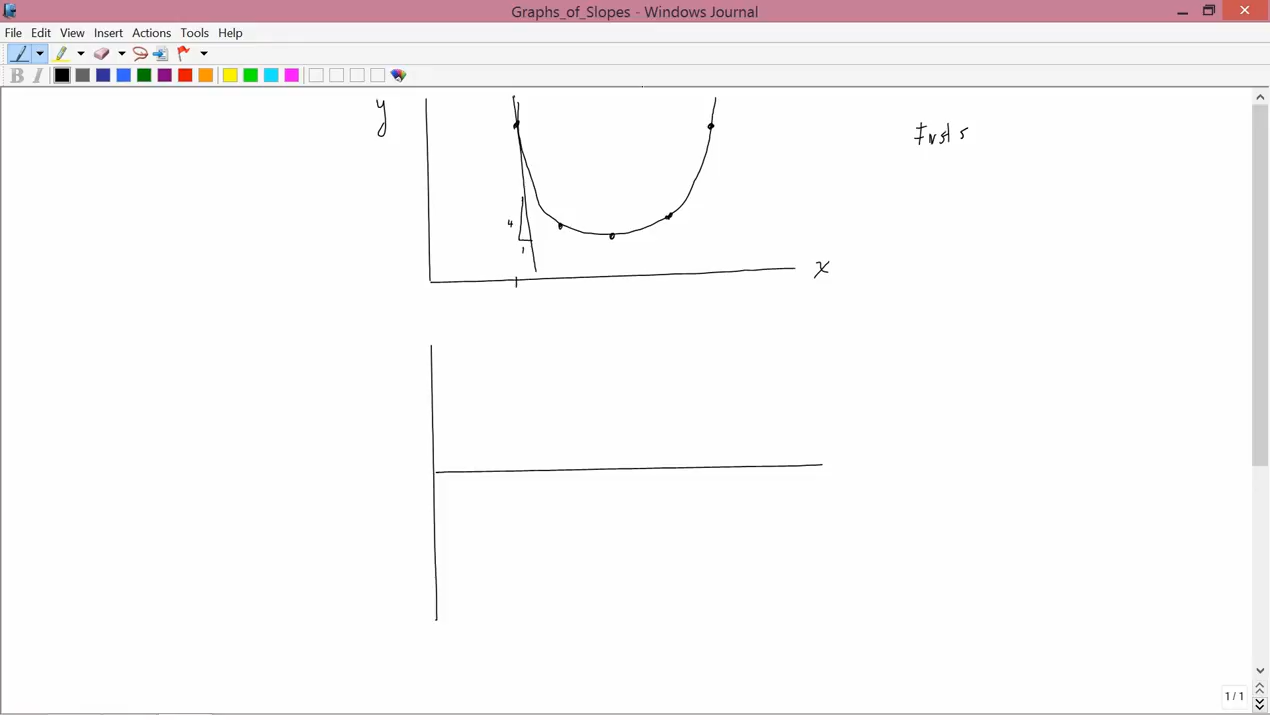 Graphs_of_Slopes - Windows Journal
File Edit View Insert Actions Tools Help
B I
y
4
1
x
1 / 1